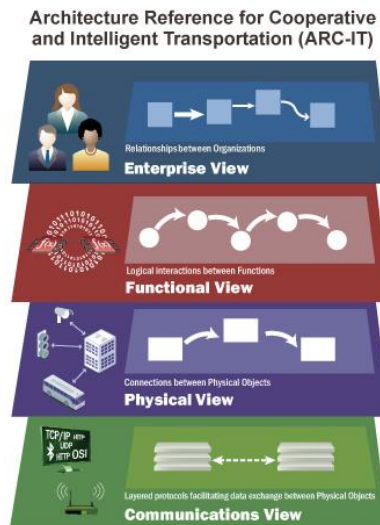 Architecture Reference for Cooperative
and Intelligent Transportation (ARC-IT)
Relationships between Organizations
Enterprise View
Logical interactions between Functions
Functional View
Connections between Physical Objects
Physical View
TCP/IP HTTP
UDP
HTTP OSI
Layered protocols facilitating data exchange between Physical Objects
Communications View